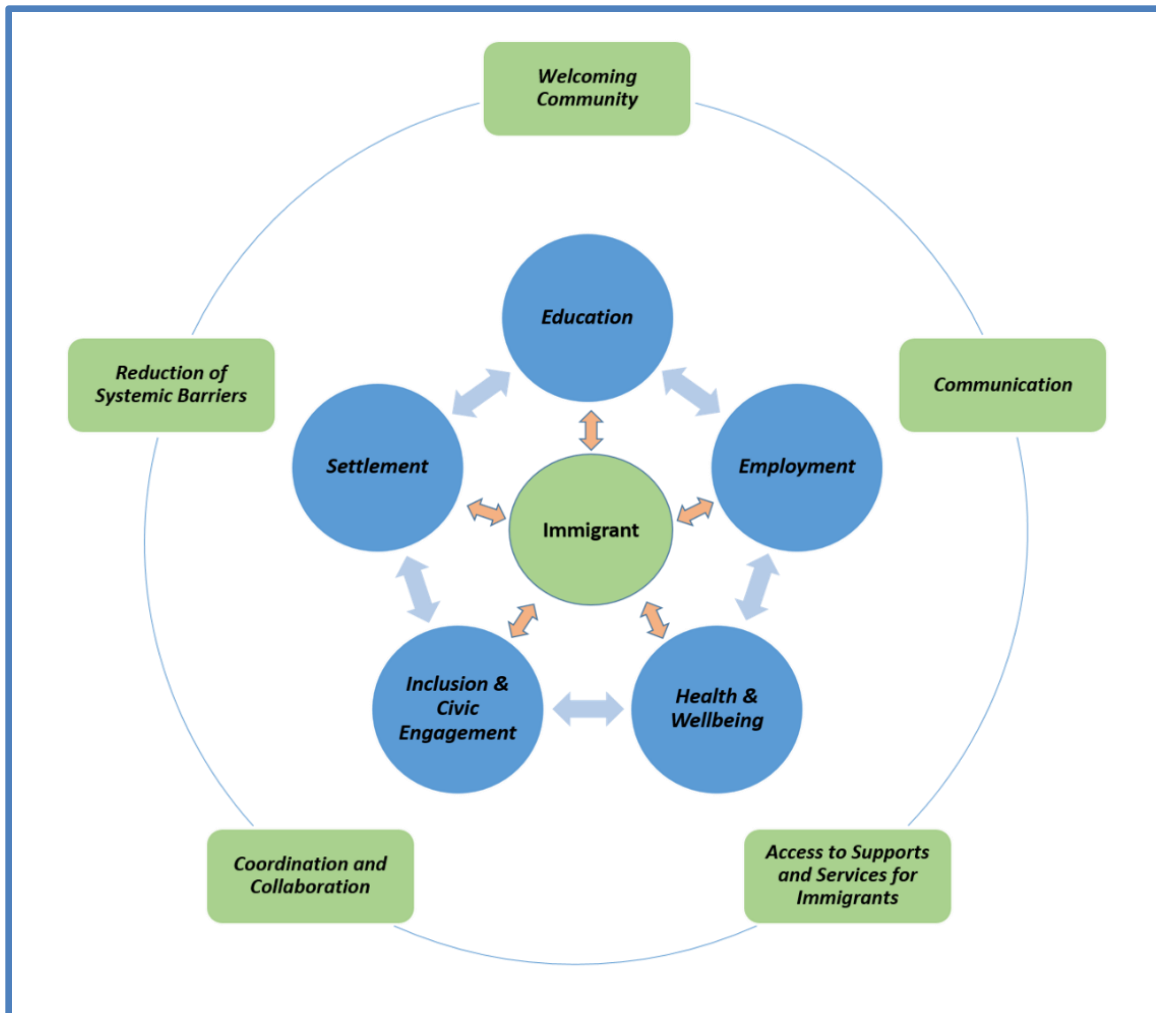 Welcoming
Community
Education
Reduction of
Systemic Barriers
Communication
Settlement
Employment
Immigrant
Inclusion &
Civic
Engagement
Health &
Wellbeing
Coordination and
Collaboration
Access to Supports
and Services for
Immigrants